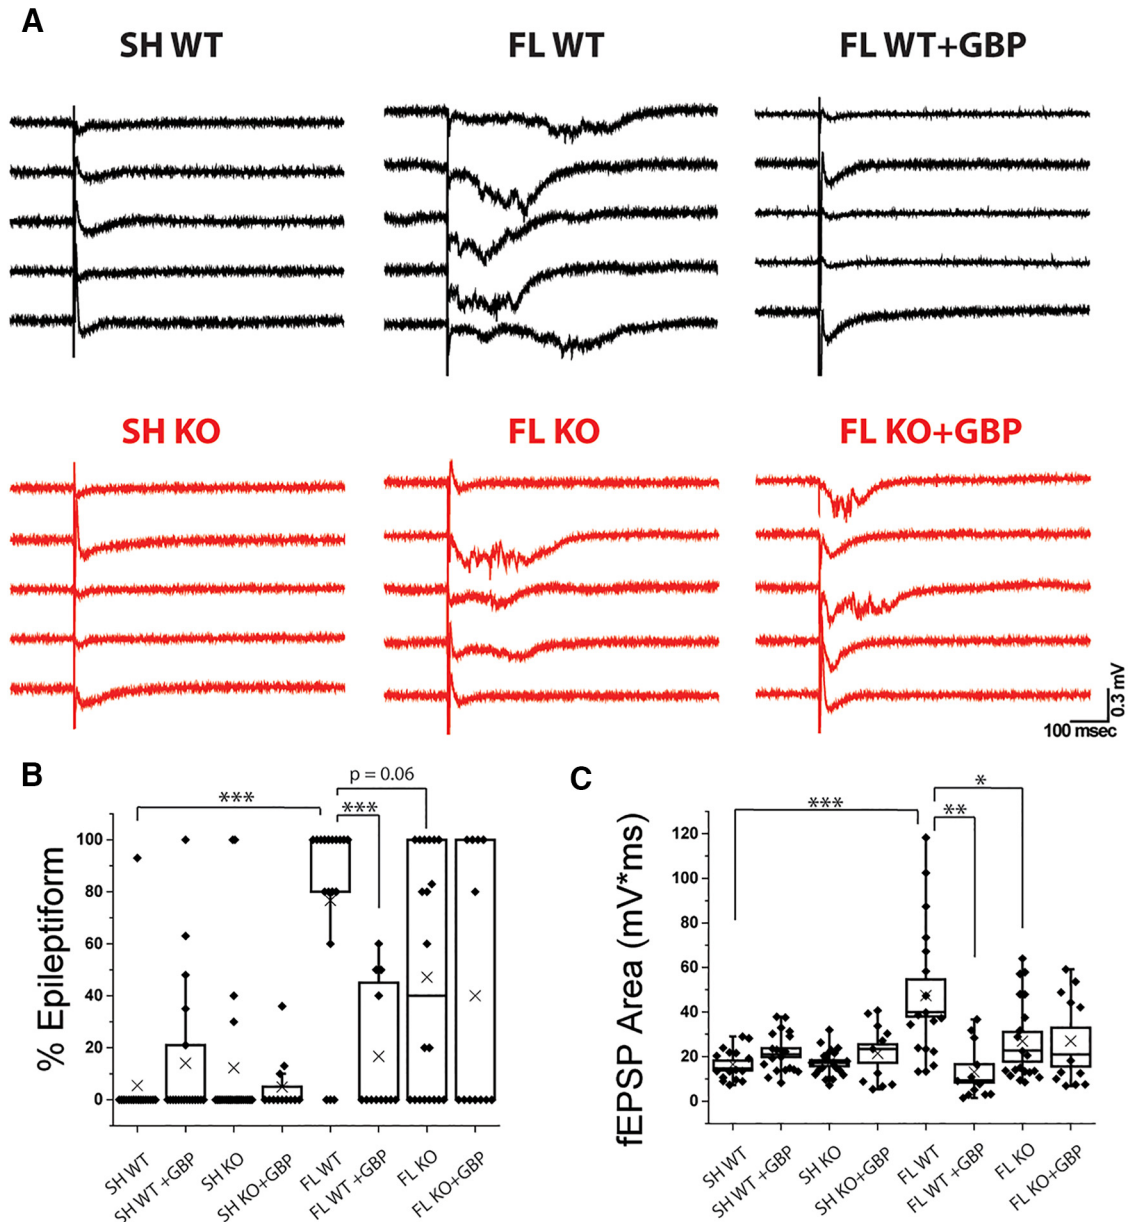 A
SH WT
FL WT
FL WT+GBP
SH KO
FL KO
FL KO+GBP
0.3 mV
100 msec
B
C
p = 0.06
***
***
% Epileptiform
100
80
60
40
20
0
SH WT
SH WT +GBP
SH KO
SH KO+GBP
FL WT
FL WT+GBP
FL KO
FL KO+GBP
*
***
**
fEPSP Area (mV*ms)
120
100
80
60
40
20
0
SH WT
SH WT +GBP
SH KO
SH KO+GBP
FL WT
FL WT+GBP
FL KO
FL KO+GBP